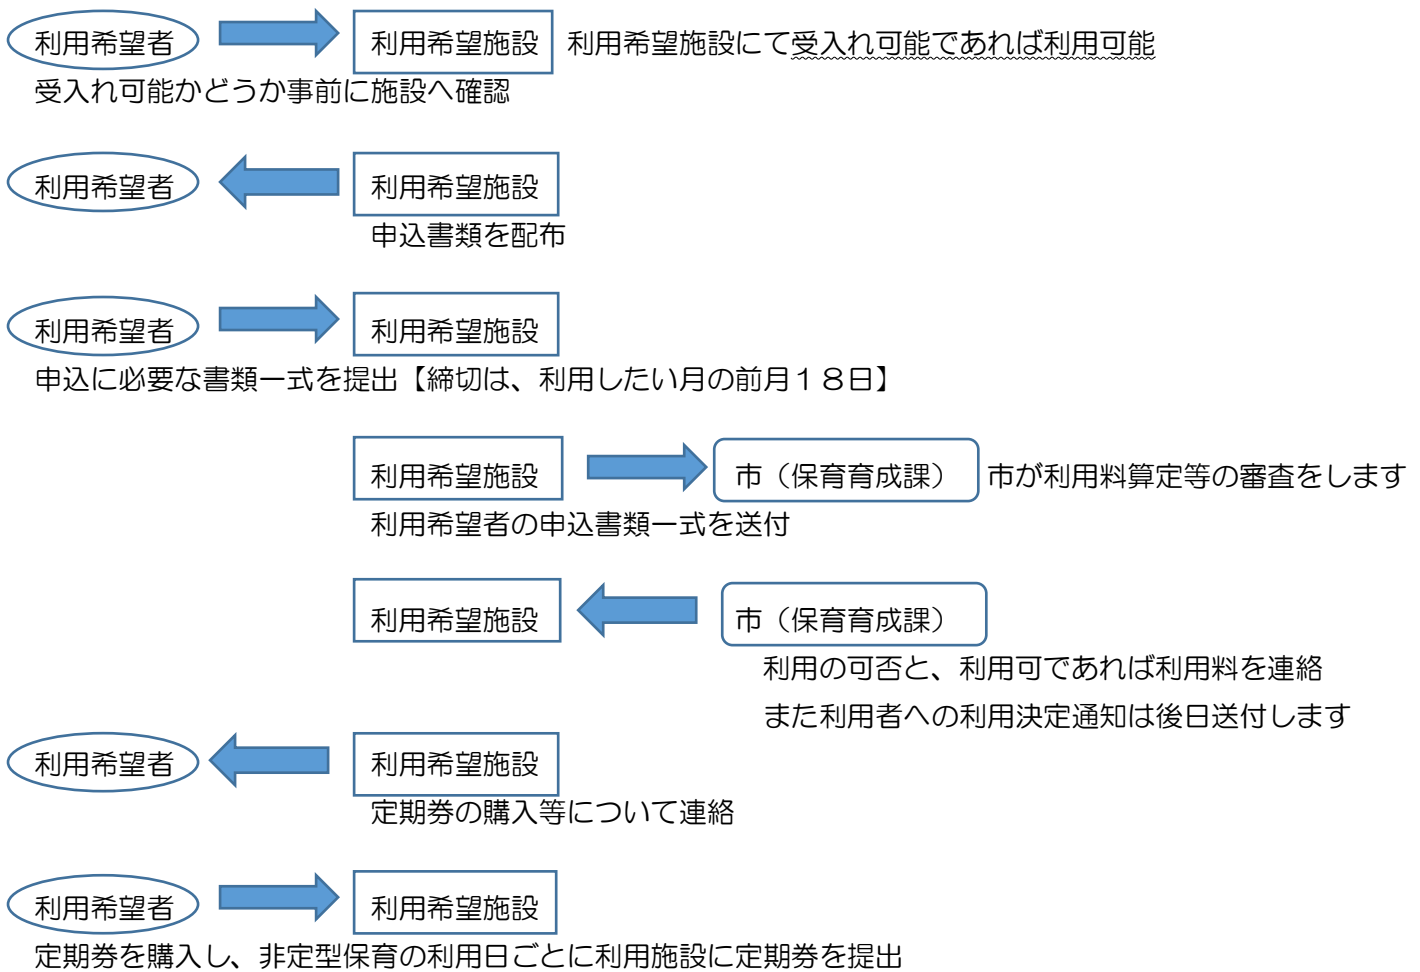 利用希望者 利用希望施設 利用希望施設にて受入れ可能であれば利用可能
受入れ可能かどうか事前に施設へ確認
利用希望者 利用希望施設
申込書類を配布
利用希望者 利用希望施設
申込に必要な書類一式を提出【締切は、利用したい月の前月１８日】
利用希望施設 市（保育育成課） 市が利用料算定等の審査をします
利用希望者の申込書類一式を送付
利用希望施設 市（保育育成課）
利用の可否と、利用可であれば利用料を連絡
また利用者への利用決定通知は後日送付します
利用希望者 利用希望施設
定期券の購入等について連絡
利用希望者 利用希望施設
定期券を購入し、非定型保育の利用日ごとに利用施設に定期券を提出